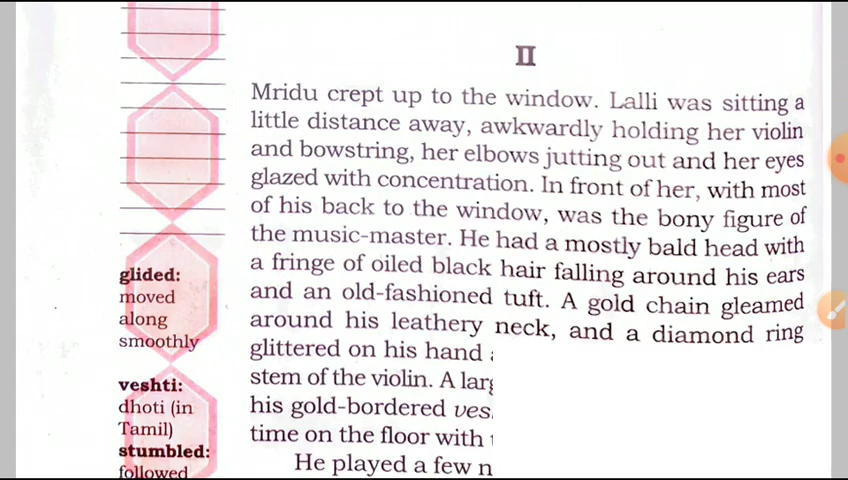 II
Mridu crept up to the window. Lalli was sitting a
little distance away, awkwardly holding her violin
and bowstring, her elbows jutting out and her eyes
glazed with concentration. In front of her, with most
of his back to the window, was the bony figure of
the music-master. He had a mostly bald head with
a fringe of oiled black hair falling around his ears
and an old-fashioned tuft. A gold chain gleamed
around his leathery neck, and a diamond ring
glittered on his hand
stem of the violin. A
his gold-bordered
time on the floor with
He played a few
glided:
moved
along
smoothly
veshti:
dhoti (in
Tamil)
stumbled:
followed